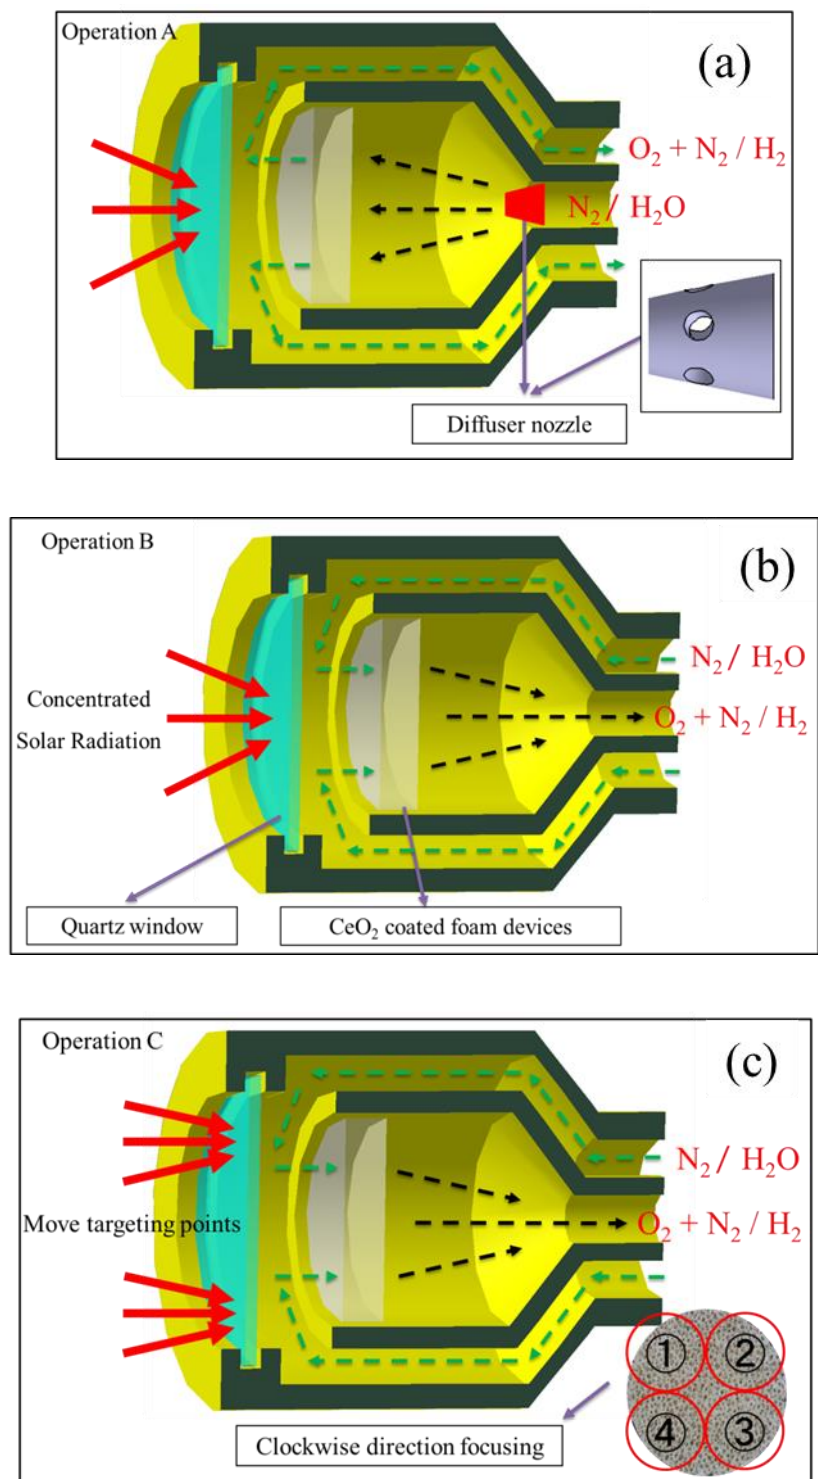 Operation A
(a)
O₂ + N₂ / H₂
N₂ / H₂O
Diffuser nozzle
Operation B
(b)
N₂ / H₂O
Concentrated
Solar Radiation
O₂ + N₂ / H₂
Quartz window
CeO₂ coated foam devices
Operation C
(c)
N₂ / H₂O
Move targeting points
O₂ + N₂ / H₂
① ②
④ ③
Clockwise direction focusing